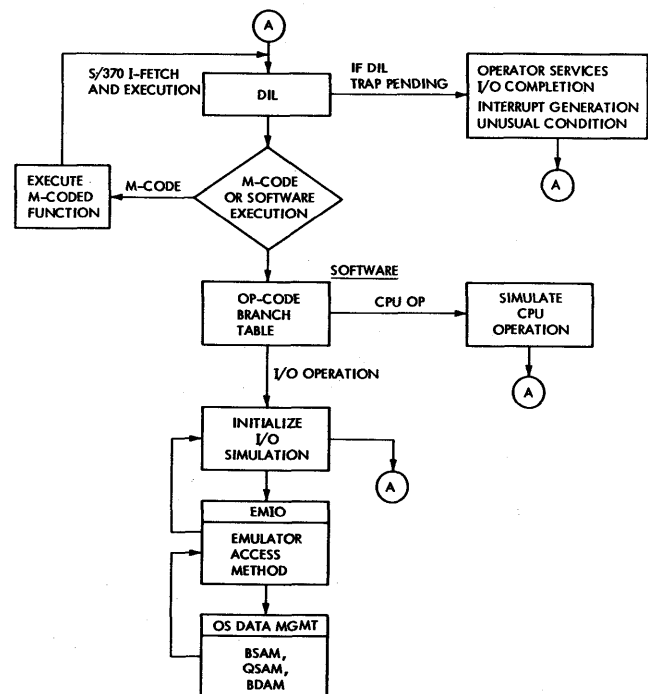 A
S/370 I-FETCH
AND EXECUTION
DIL
IF DIL
TRAP PENDING
OPERATOR SERVICES
I/O COMPLETION
INTERRUPT GENERATION
UNUSUAL CONDITION
A
EXECUTE
M-CODED
FUNCTION
M-CODE
M-CODE
OR SOFTWARE
EXECUTION
SOFTWARE
OP-CODE
BRANCH
TABLE
CPU OP
SIMULATE
CPU
OPERATION
A
I/O OPERATION
INITIALIZE
I/O
SIMULATION
A
EMIO
EMULATOR
ACCESS
METHOD
OS DATA MGMT
BSAM,
QSAM,
BDAM